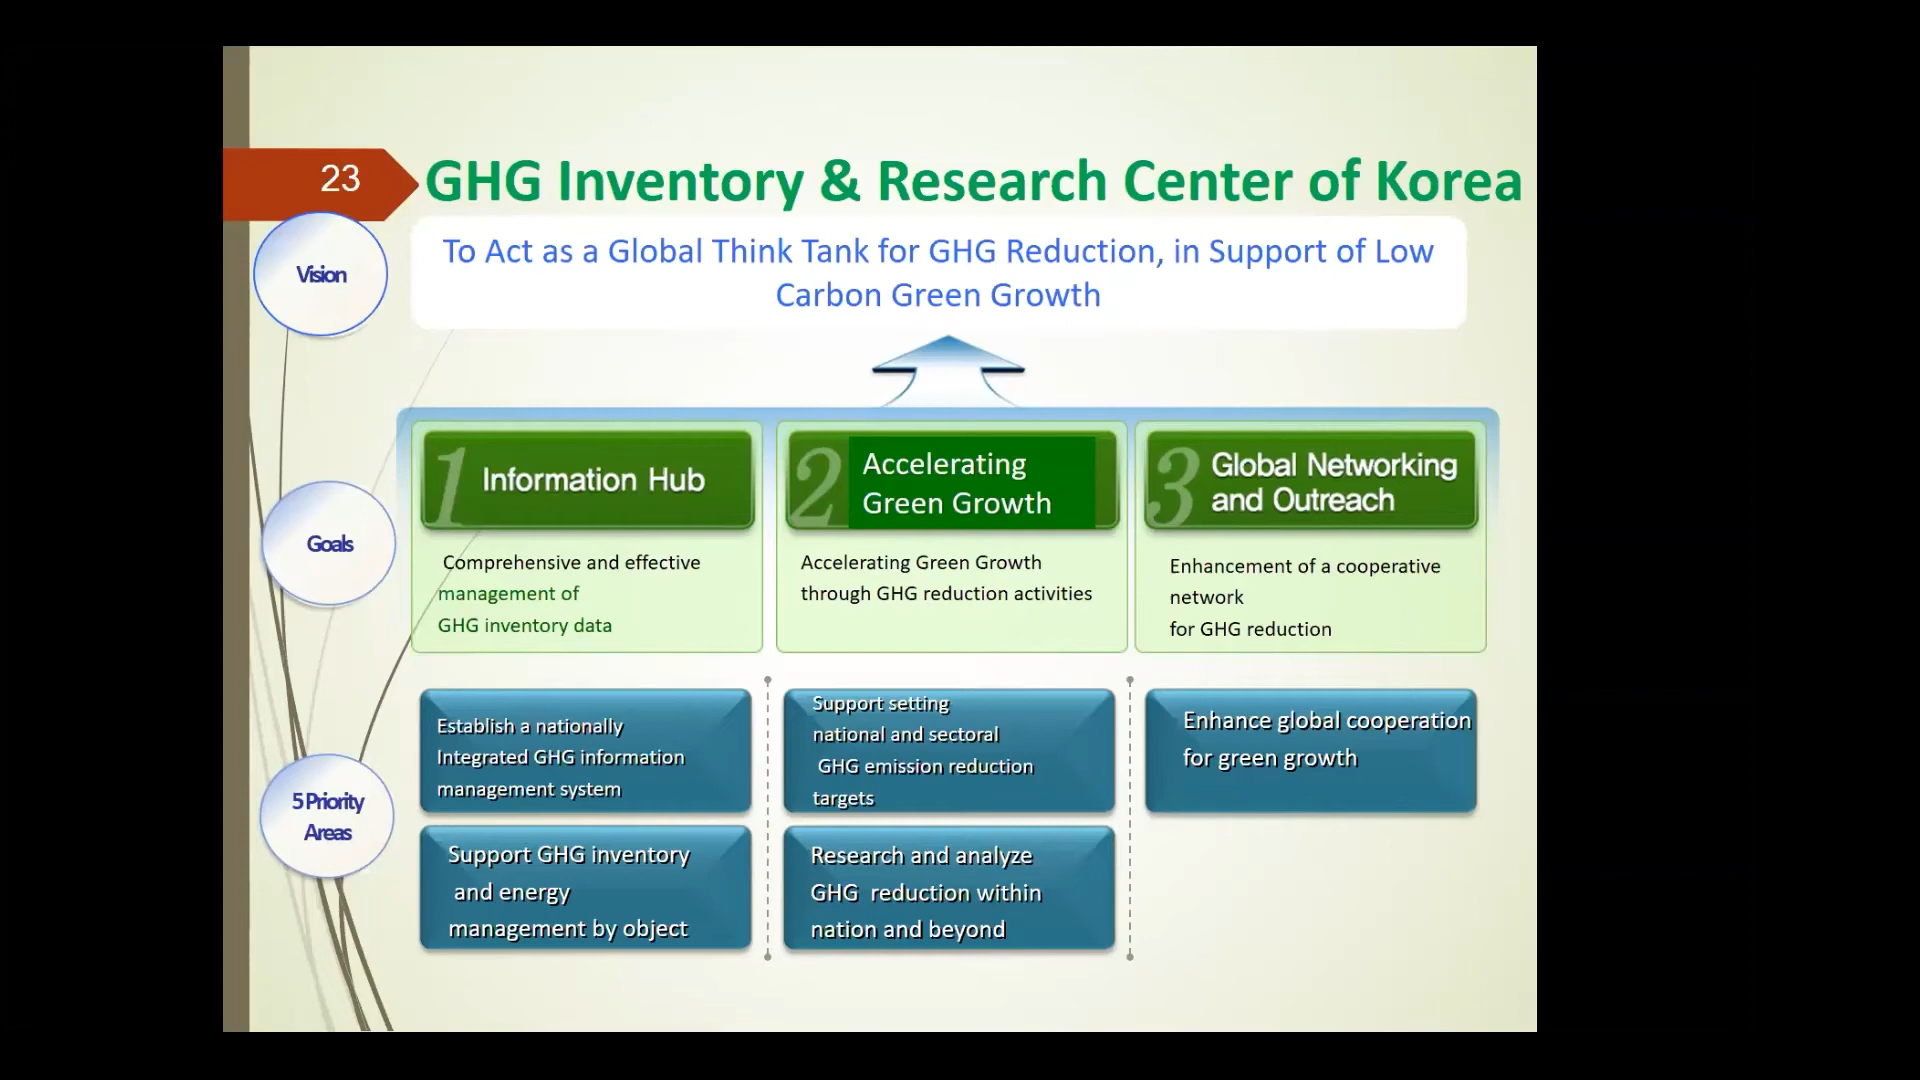 23
GHG Inventory & Research Center of Korea
Vision
To Act as a Global Think Tank for GHG Reduction, in Support of Low
Carbon Green Growth
Goals
1
Information Hub
Comprehensive and effective
management of
GHG inventory data
2
Accelerating
Green Growth
Accelerating Green Growth
through GHG reduction activities
3
Global Networking
and Outreach
Enhancement of a cooperative
network
for GHG reduction
5 Priority
Areas
Establish a nationally
Integrated GHG information
management system
Support GHG inventory
and energy
management by object
Support setting
national and sectoral
GHG emission reduction
targets
Research and analyze
GHG reduction within
nation and beyond
Enhance global cooperation
for green growth